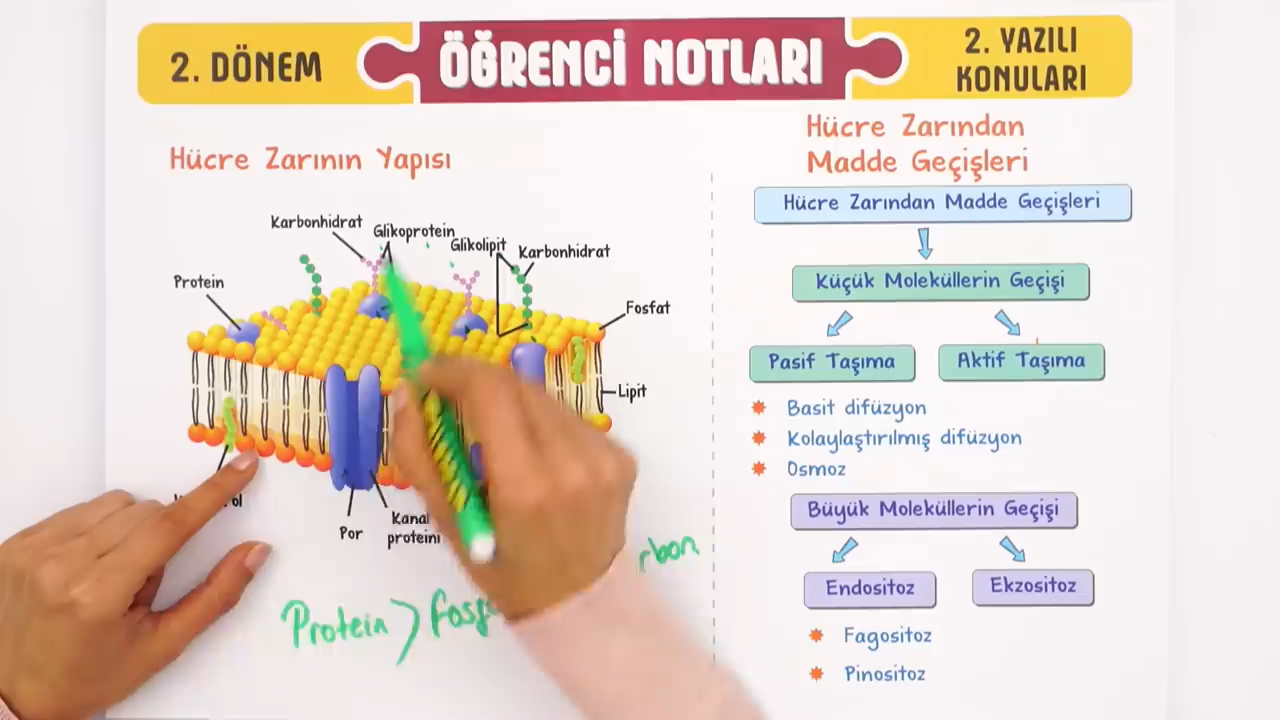 2. DÖNEM
ÖĞRENCİ NOTLARI
2. YAZILI
KONULARI
Hücre Zarının Yapısı
Karbonhidrat
Glikoprotein
Glikolipit
Karbonhidrat
Protein
Fosfat
Lipit
Por
Kanal
proteini
Protein >
Hücre Zarından
Madde Geçişleri
Hücre Zarından Madde Geçişleri
Küçük Moleküllerin Geçişi
Pasif Taşıma
Aktif Taşıma
Basit difüzyon
Kolaylaştırılmış difüzyon
Osmoz
Büyük Moleküllerin Geçişi
Endositoz
Ekzositoz
Fagositoz
Pinositoz